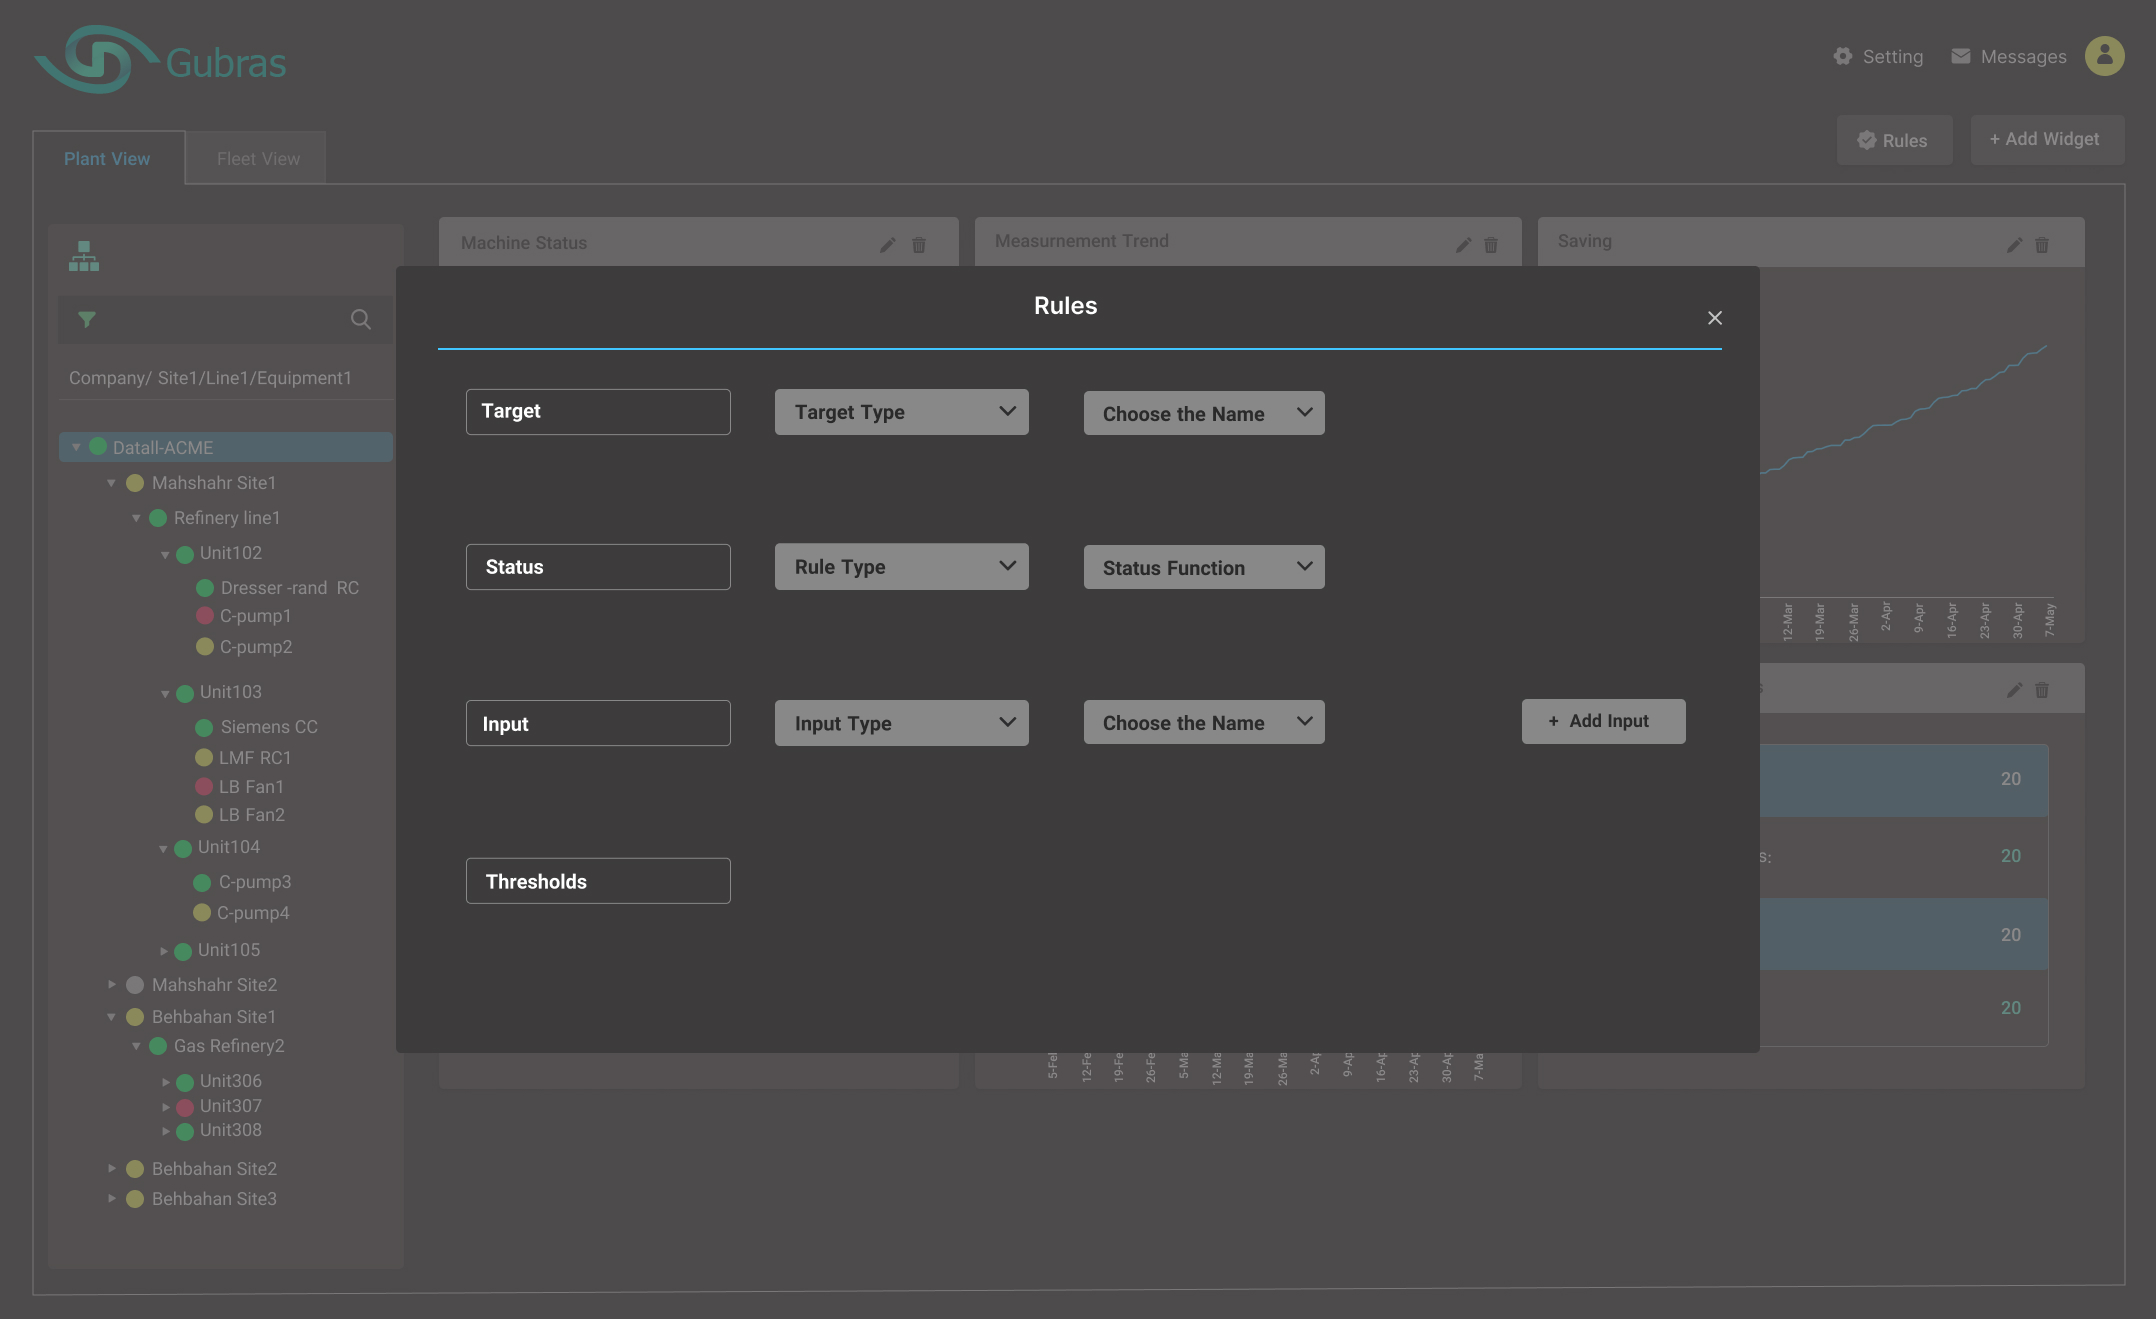 Gubras
Setting
Messages
Plant View
Fleet View
Rules
+ Add Widget
Machine Status
Measurnement Trend
Saving
Company/ Site1/Line1/Equipment1
Datall-ACME
Mahshahr Site1
Refinery line1
Unit102
Dresser -rand RC
C-pump1
C-pump2
Unit103
Siemens CC
LMF RC1
LB Fan1
LB Fan2
Unit104
C-pump3
C-pump4
Unit105
Mahshahr Site2
Behbahan Site1
Gas Refinery2
Unit306
Unit307
Unit308
Behbahan Site2
Behbahan Site3
Rules
Target
Target Type
Choose the Name
Status
Rule Type
Status Function
Input
Input Type
Choose the Name
+ Add Input
Thresholds
12-Mar
19-Mar
26-Mar
2-Apr
9-Apr
16-Apr
23-Apr
30-Apr
7-May
s
20
s:
20
20
20
5-Fe
12-Fe
19-Fe
26-Fe
5-Ma
12-Ma
19-Ma
26-Ma
2-Ap
9-Ap
16-Ap
23-Ap
30-Ap
7-Ma